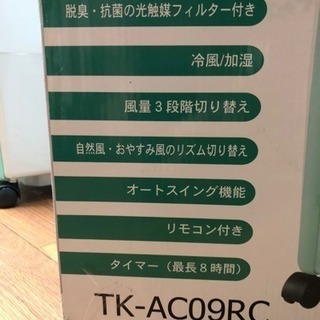 脱臭・抗菌の光触媒フィルター付き
冷風/加湿
風量3段階切り替え
自然風・おやすみ風のリズム切り替え
オートスイング機能
リモコン付き
タイマー（最長8時間）
TK-AC09RC